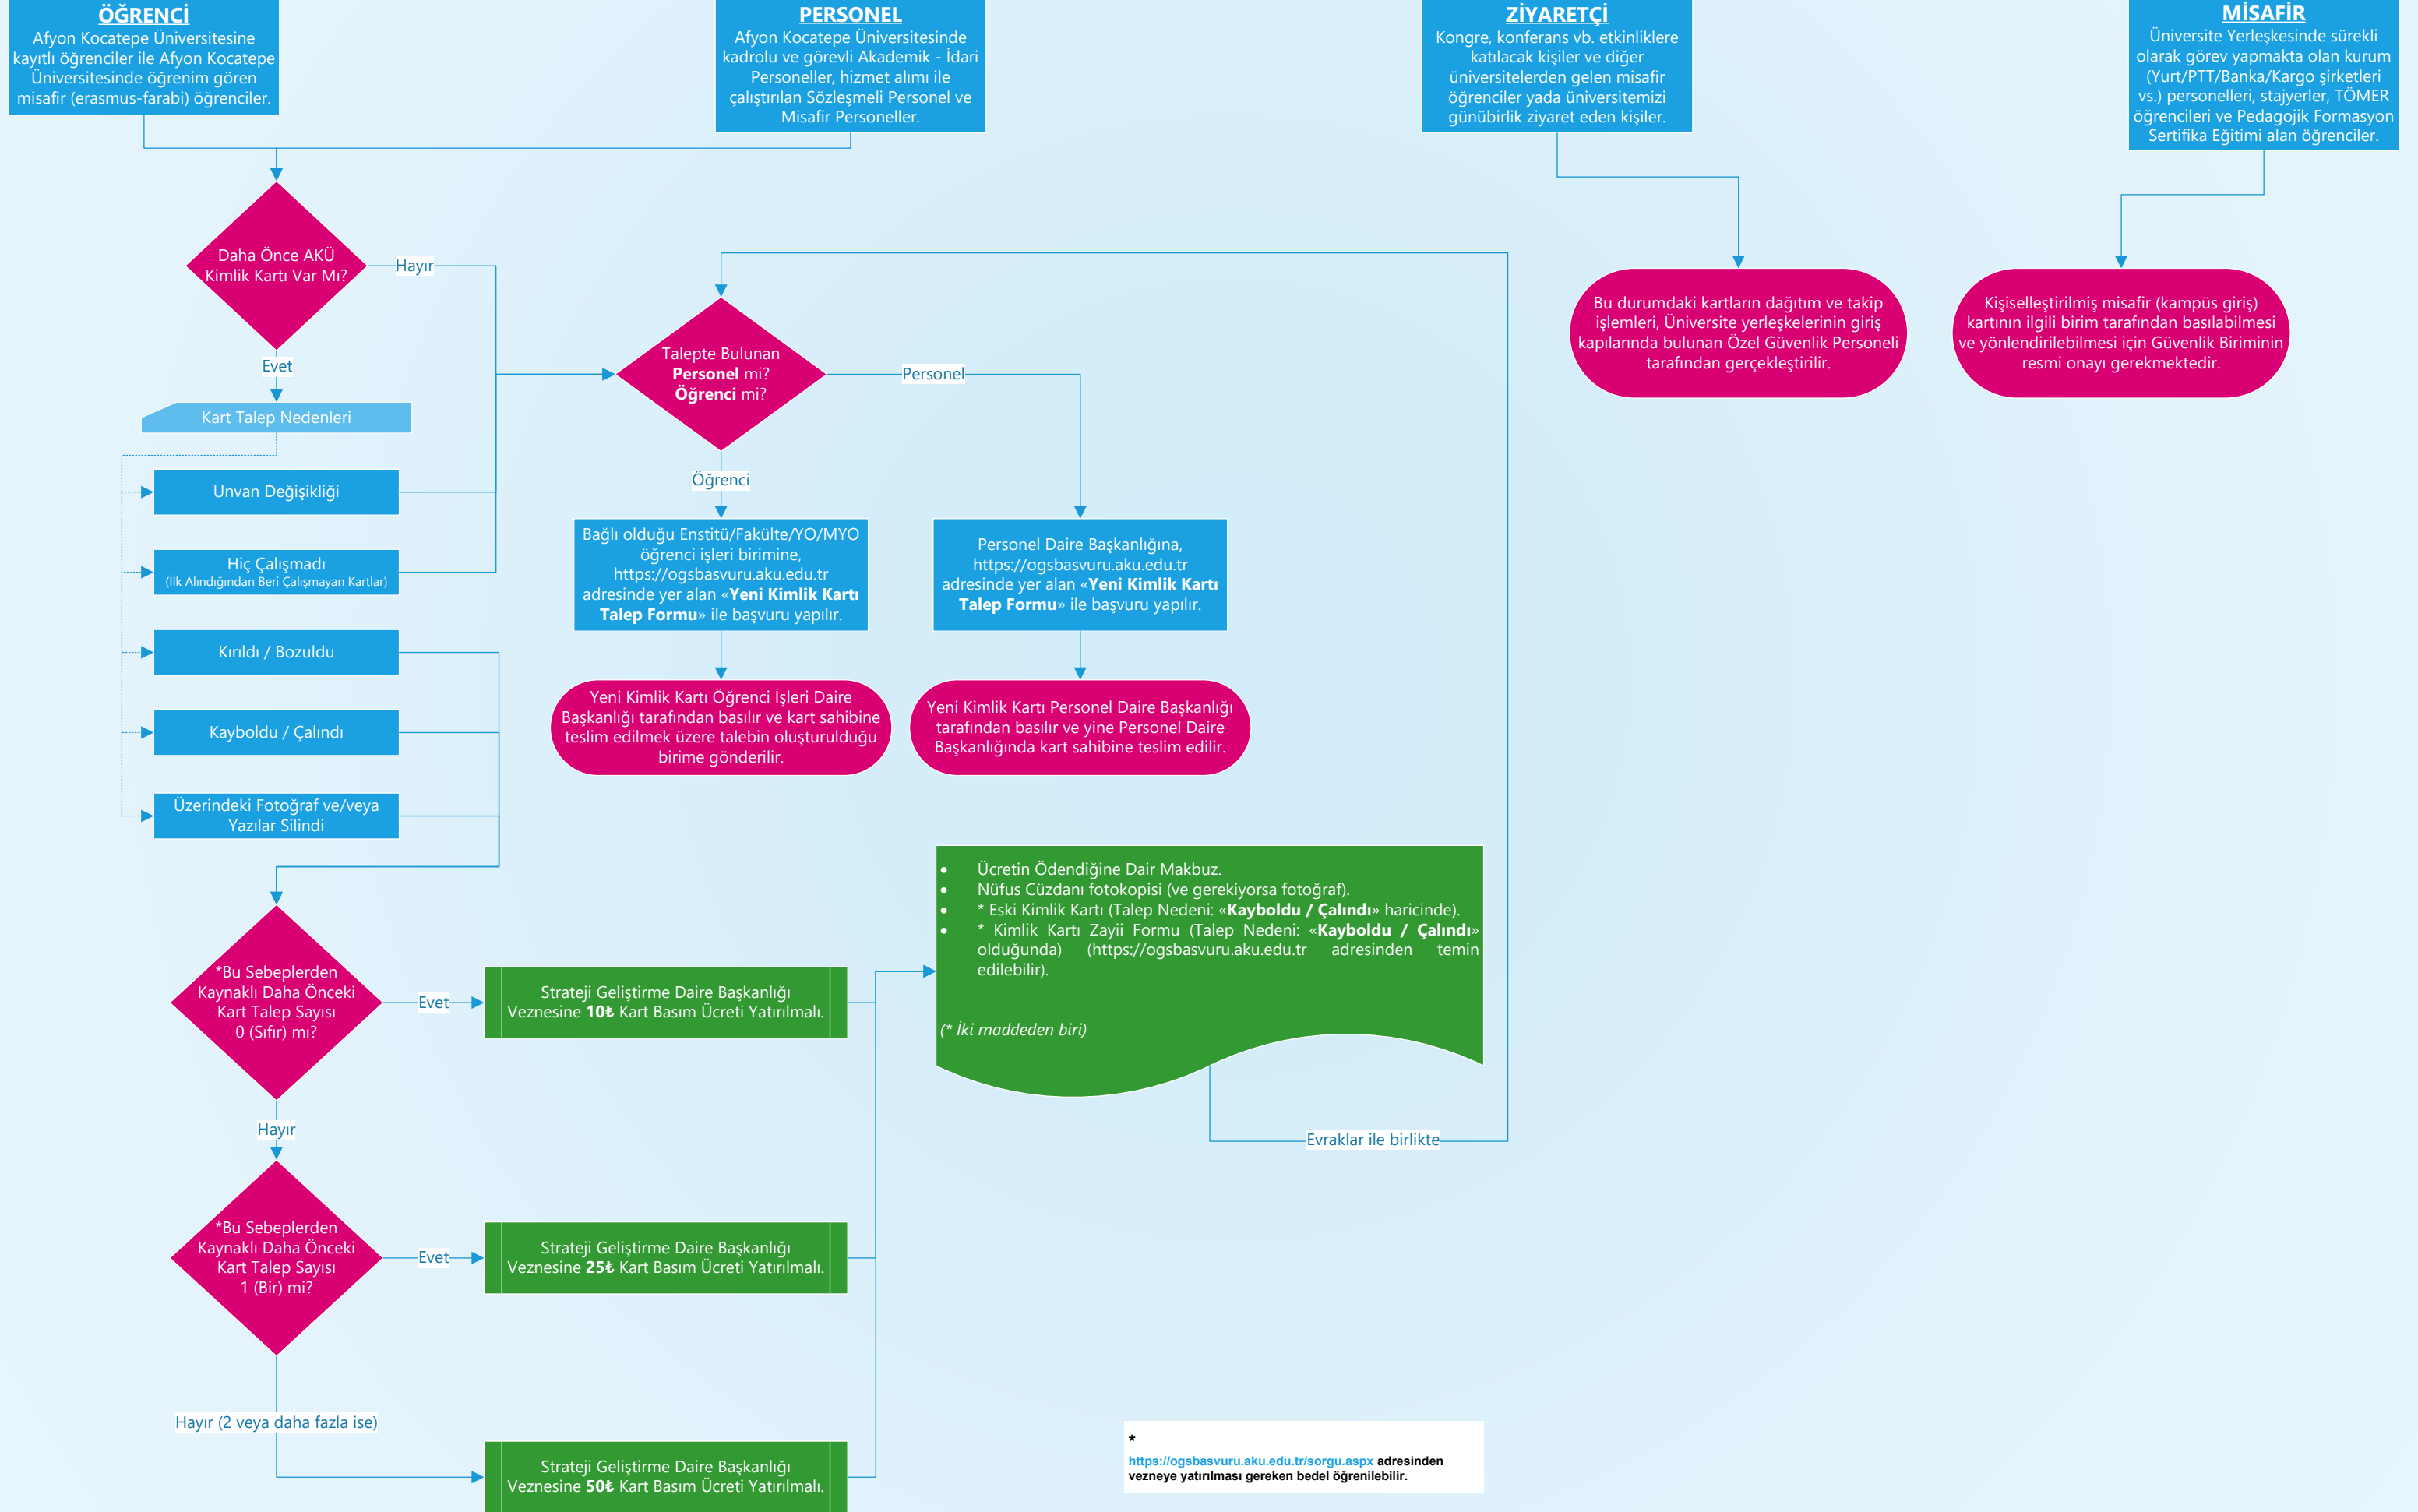 ÖĞRENCİ
Afyon Kocatepe Üniversitesine
kayıtlı öğrenciler ile Afyon Kocatepe
Üniversitesinde öğrenim gören
misafir (erasmus-farabi) öğrenciler.
PERSONEL
Afyon Kocatepe Üniversitesinde
kadrolu ve görevli Akademik - İdari
Personeller, hizmet alımı ile
çalıştırılan Sözleşmeli Personel ve
Misafir Personeller.
ZİYARETÇİ
Kongre, konferans vb. etkinliklere
katılacak kişiler ve diğer
üniversitelerden gelen misafir
öğrenciler yada üniversitemizi
günübirlik ziyaret eden kişiler.
MİSAFİR
Üniversite Yerleşkesinde sürekli
olarak görev yapmakta olan kurum
(Yurt/PTT/Banka/Kargo şirketleri
vs.) personelleri, stajyerler, TÖMER
öğrencileri ve Pedagojik Formasyon
Sertifika Eğitimi alan öğrenciler.
Daha Önce AKÜ
Kimlik Kartı Var Mı?
Hayır
Evet
Kart Talep Nedenleri
Unvan Değişikliği
Hiç Çalışmadı
(İlk Alındığından Beri Çalışmayan Kartlar)
Kırıldı / Bozuldu
Kayboldu / Çalındı
Üzerindeki Fotoğraf ve/veya
Yazılar Silindi
Talepte Bulunan
Personel mi?
Öğrenci mi?
Personel
Öğrenci
Bağlı olduğu Enstitü/Fakülte/YO/MYO
öğrenci işleri birimine,
https://ogsbasvuru.aku.edu.tr
adresinde yer alan «Yeni Kimlik Kartı
Talep Formu» ile başvuru yapılır.
Personel Daire Başkanlığına,
https://ogsbasvuru.aku.edu.tr
adresinde yer alan «Yeni Kimlik Kartı
Talep Formu» ile başvuru yapılır.
Yeni Kimlik Kartı Öğrenci İşleri Daire
Başkanlığı tarafından basılır ve kart sahibine
teslim edilmek üzere talebin oluşturulduğu
birime gönderilir.
Yeni Kimlik Kartı Personel Daire Başkanlığı
tarafından basılır ve yine Personel Daire
Başkanlığında kart sahibine teslim edilir.
Bu durumdaki kartların dağıtım ve takip
işlemleri, Üniversite yerleşkelerinin giriş
kapılarında bulunan Özel Güvenlik Personeli
tarafından gerçekleştirilir.
Kişiselleştirilmiş misafir (kampüs giriş)
kartının ilgili birim tarafından basılabilmesi
ve yönlendirilebilmesi için Güvenlik Biriminin
resmi onayı gerekmektedir.
*Bu Sebeplerden
Kaynaklı Daha Önceki
Kart Talep Sayısı
0 (Sıfır) mı?
Evet
Strateji Geliştirme Daire Başkanlığı
Veznesine 10₺ Kart Basım Ücreti Yatırılmalı.
• Ücretin Ödendiğine Dair Makbuz.
• Nüfus Cüzdanı fotokopisi (ve gerekiyorsa fotoğraf).
• * Eski Kimlik Kartı (Talep Nedeni: «Kayboldu / Çalındı» haricinde).
• * Kimlik Kartı Zayii Formu (Talep Nedeni: «Kayboldu / Çalındı»
olduğunda) (https://ogsbasvuru.aku.edu.tr adresinden temin
edilebilir).
(* İki maddeden biri)
Evraklar ile birlikte
Hayır
*Bu Sebeplerden
Kaynaklı Daha Önceki
Kart Talep Sayısı
1 (Bir) mi?
Evet
Strateji Geliştirme Daire Başkanlığı
Veznesine 25₺ Kart Basım Ücreti Yatırılmalı.
Hayır (2 veya daha fazla ise)
Strateji Geliştirme Daire Başkanlığı
Veznesine 50₺ Kart Basım Ücreti Yatırılmalı.
*
https://ogsbasvuru.aku.edu.tr/sorgu.aspx adresinden
vezneye yatırılması gereken bedel öğrenilebilir.